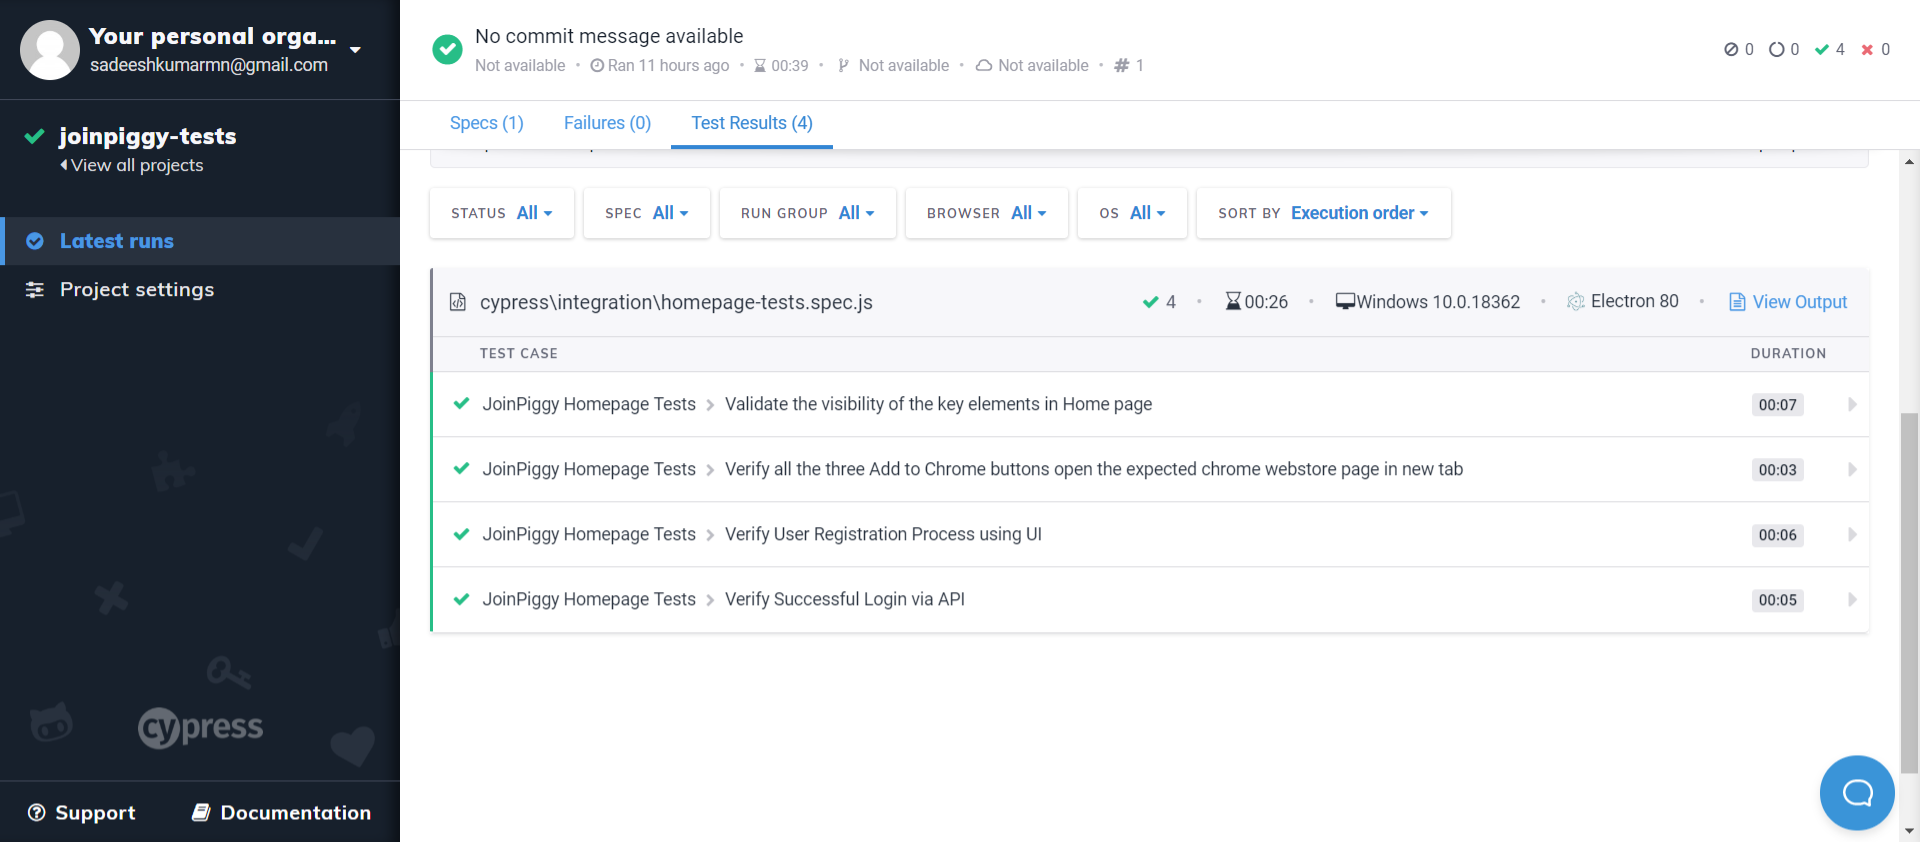 Your personal orga...
sadeeshkumarmn@gmail.com
joinpiggy-tests
View all projects
Latest runs
Project settings
cypress
Support
Documentation
No commit message available
Not available • Ran 11 hours ago • 00:39 • Not available • Not available • # 1
0 0 4 0
Specs (1) Failures (0) Test Results (4)
STATUS All SPEC All RUN GROUP All BROWSER All OS All SORT BY Execution order
cypress\integration\homepage-tests.spec.js 4 • 00:26 • Windows 10.0.18362 • Electron 80 • View Output
TEST CASE DURATION
JoinPiggy Homepage Tests > Validate the visibility of the key elements in Home page 00:07
JoinPiggy Homepage Tests > Verify all the three Add to Chrome buttons open the expected chrome webstore page in new tab 00:03
JoinPiggy Homepage Tests > Verify User Registration Process using UI 00:06
JoinPiggy Homepage Tests > Verify Successful Login via API 00:05